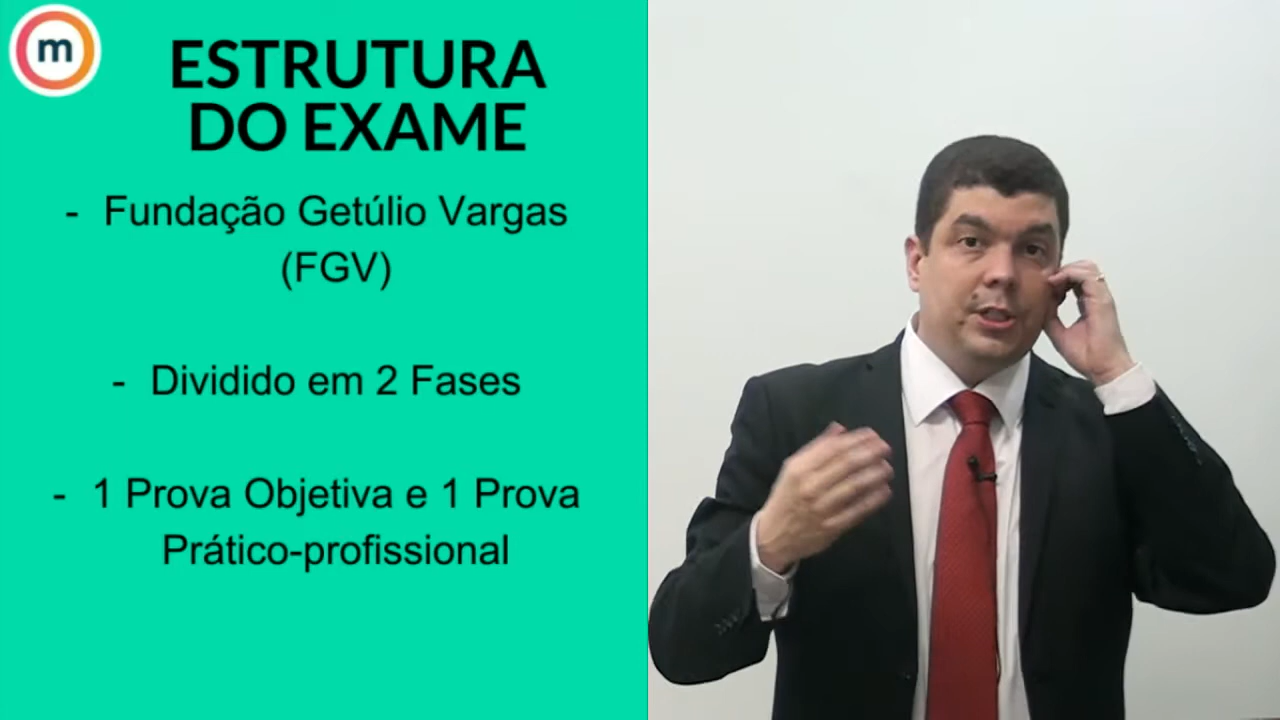 m
ESTRUTURA
DO EXAME
- Fundação Getúlio Vargas
(FGV)
- Dividido em 2 Fases
- 1 Prova Objetiva e 1 Prova
Prático-profissional